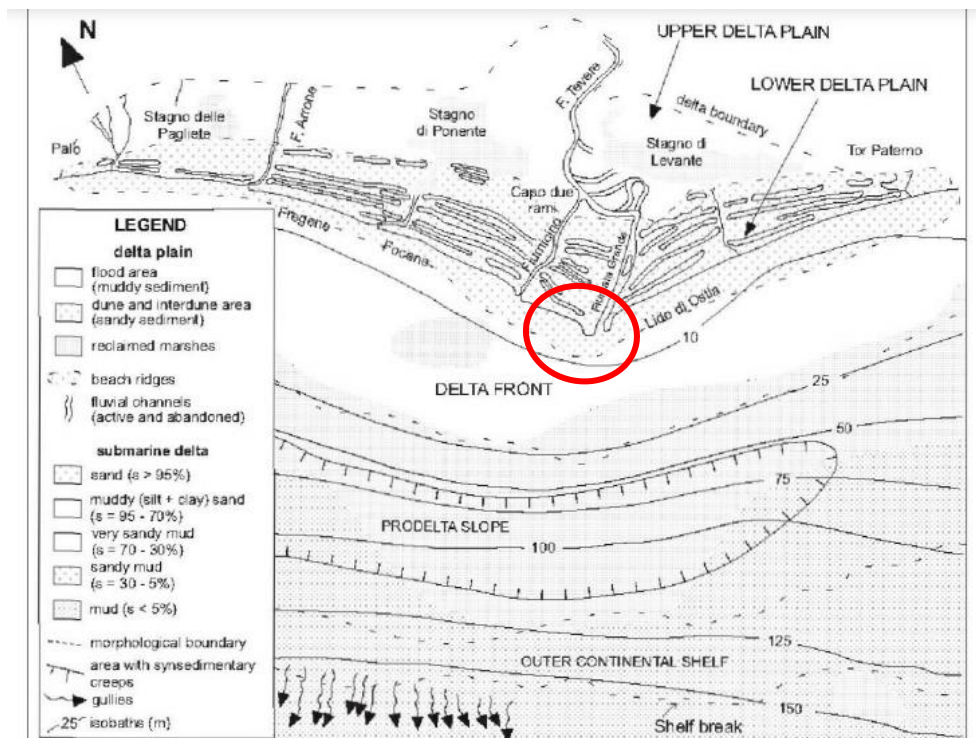 N
UPPER DELTA PLAIN
F. Tevere
LOWER DELTA PLAIN
Stagno delle
Pagliete
F. Arrone
Stagno
di Ponente
delta boundary
Stagno di
Levante
Tor Paterno
Palo
Capo due
rami
Fregene
Focene
Fiumicino
Fiumara Grande
Lido di Ostia
10
DELTA FRONT
25
50
75
PRODELTA SLOPE
100
125
OUTER CONTINENTAL SHELF
150
Shelf break
LEGEND
delta plain
flood area
(muddy sediment)
dune and interdune area
(sandy sediment)
reclaimed marshes
beach ridges
fluvial channels
(active and abandoned)
submarine delta
sand (s > 95%)
muddy (silt + clay) sand
(s = 95 - 70%)
very sandy mud
(s = 70 - 30%)
sandy mud
(s = 30 - 5%)
mud (s < 5%)
morphological boundary
area with synsedimentary
creeps
gullies
25 isobaths (m)